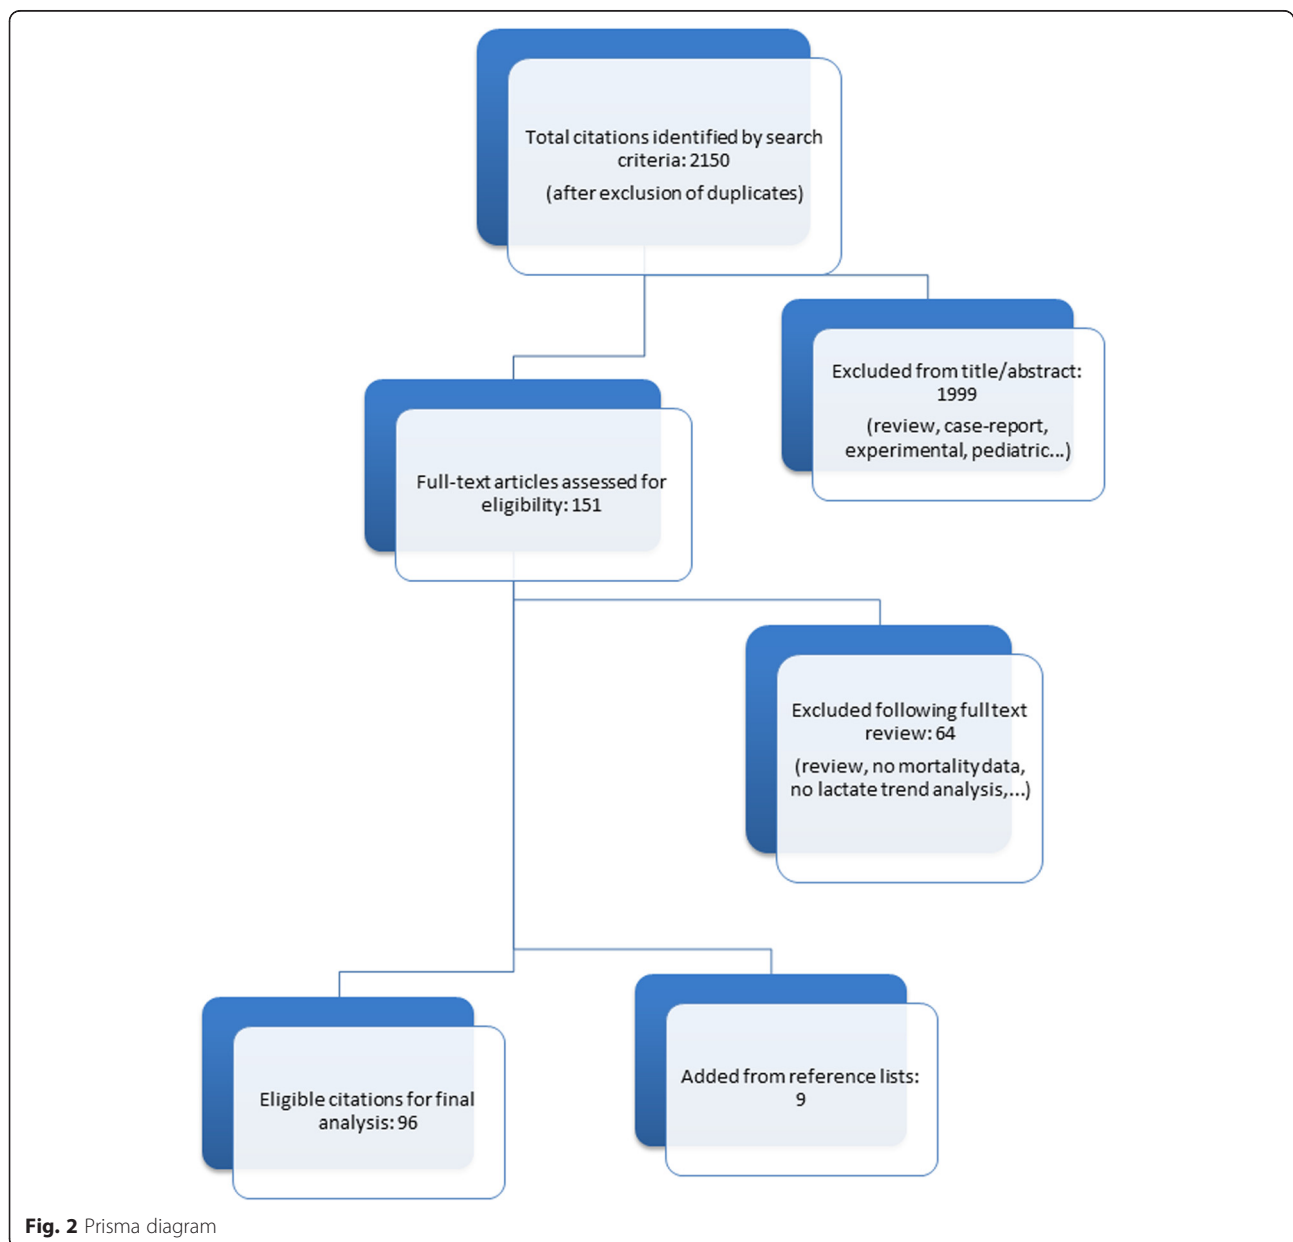 Total citations identified by search
criteria: 2150
(after exclusion of duplicates)
Excluded from title/abstract:
1999
(review, case-report,
experimental, pediatric...)
Full-text articles assessed for
eligibility: 151
Excluded following full text
review: 64
(review, no mortality data,
no lactate trend analysis,...)
Eligible citations for final
analysis: 96
Added from reference lists:
9
Fig. 2 Prisma diagram